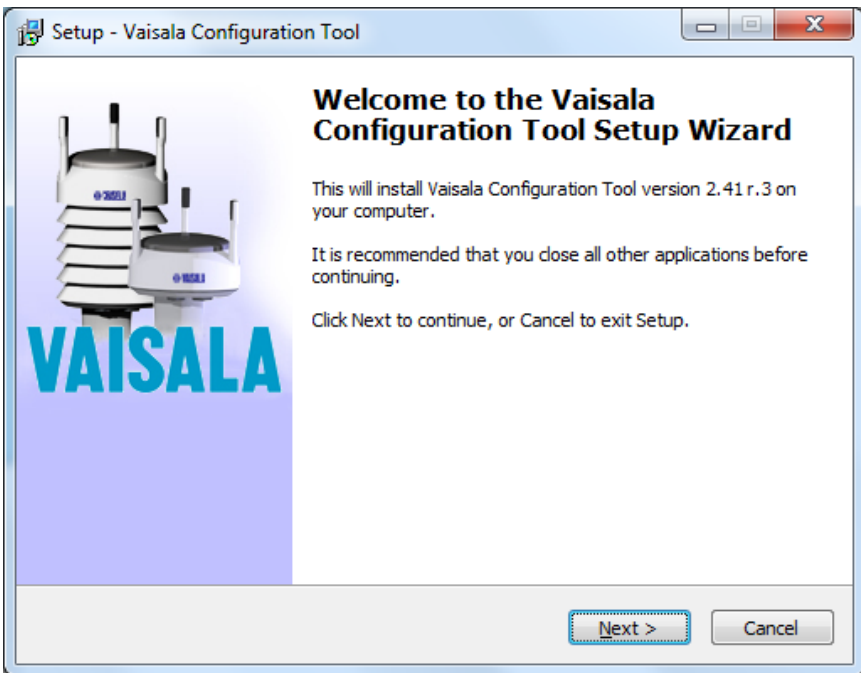 Setup - Vaisala Configuration Tool
Welcome to the Vaisala
Configuration Tool Setup Wizard
This will install Vaisala Configuration Tool version 2.41 r.3 on
your computer.
It is recommended that you close all other applications before
continuing.
Click Next to continue, or Cancel to exit Setup.
VAISALA
VAISALA
VAISALA
Next >
Cancel